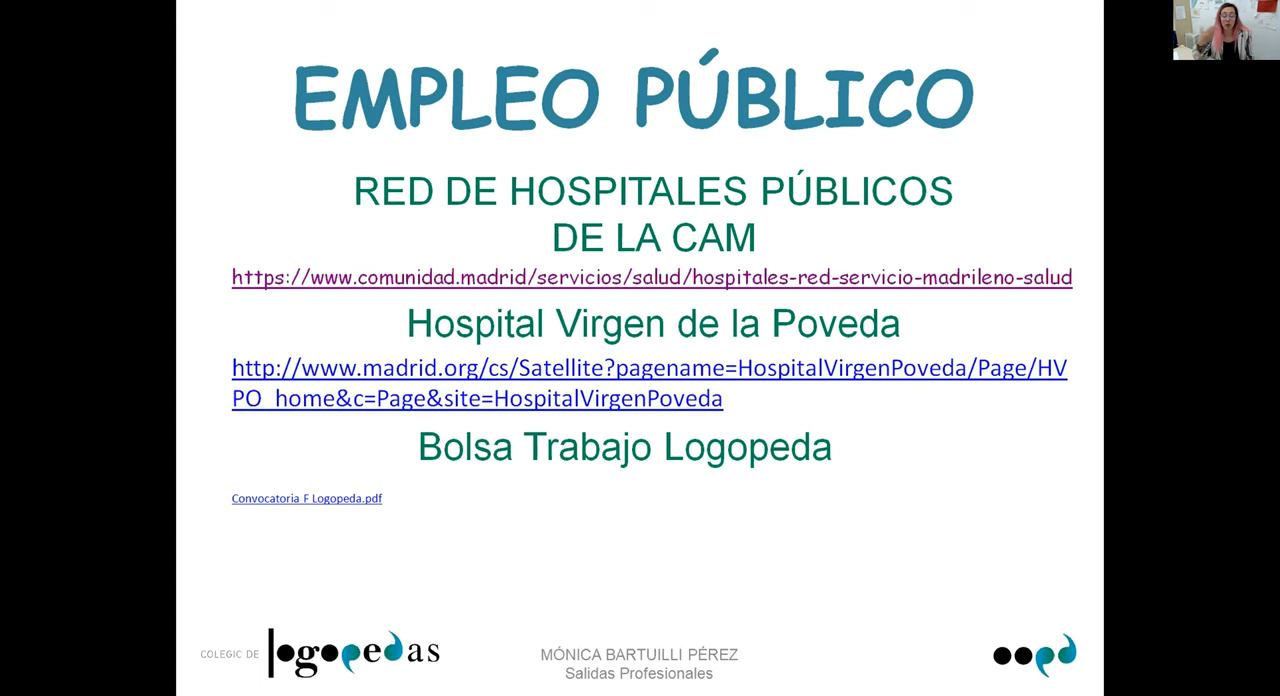 EMPLEO PÚBLICO
RED DE HOSPITALES PÚBLICOS
DE LA CAM
https://www.comunidad.madrid/servicios/salud/hospitales-red-servicio-madrileno-salud
Hospital Virgen de la Poveda
http://www.madrid.org/cs/Satellite?pagename=HospitalVirgenPoveda/Page/HV
PO_home&c=Page&site=HospitalVirgenPoveda
Bolsa Trabajo Logopeda
Convocatoria F Logopeda.pdf
COLEGIC DE logopedas
MÓNICA BARTUILLI PÉREZ
Salidas Profesionales